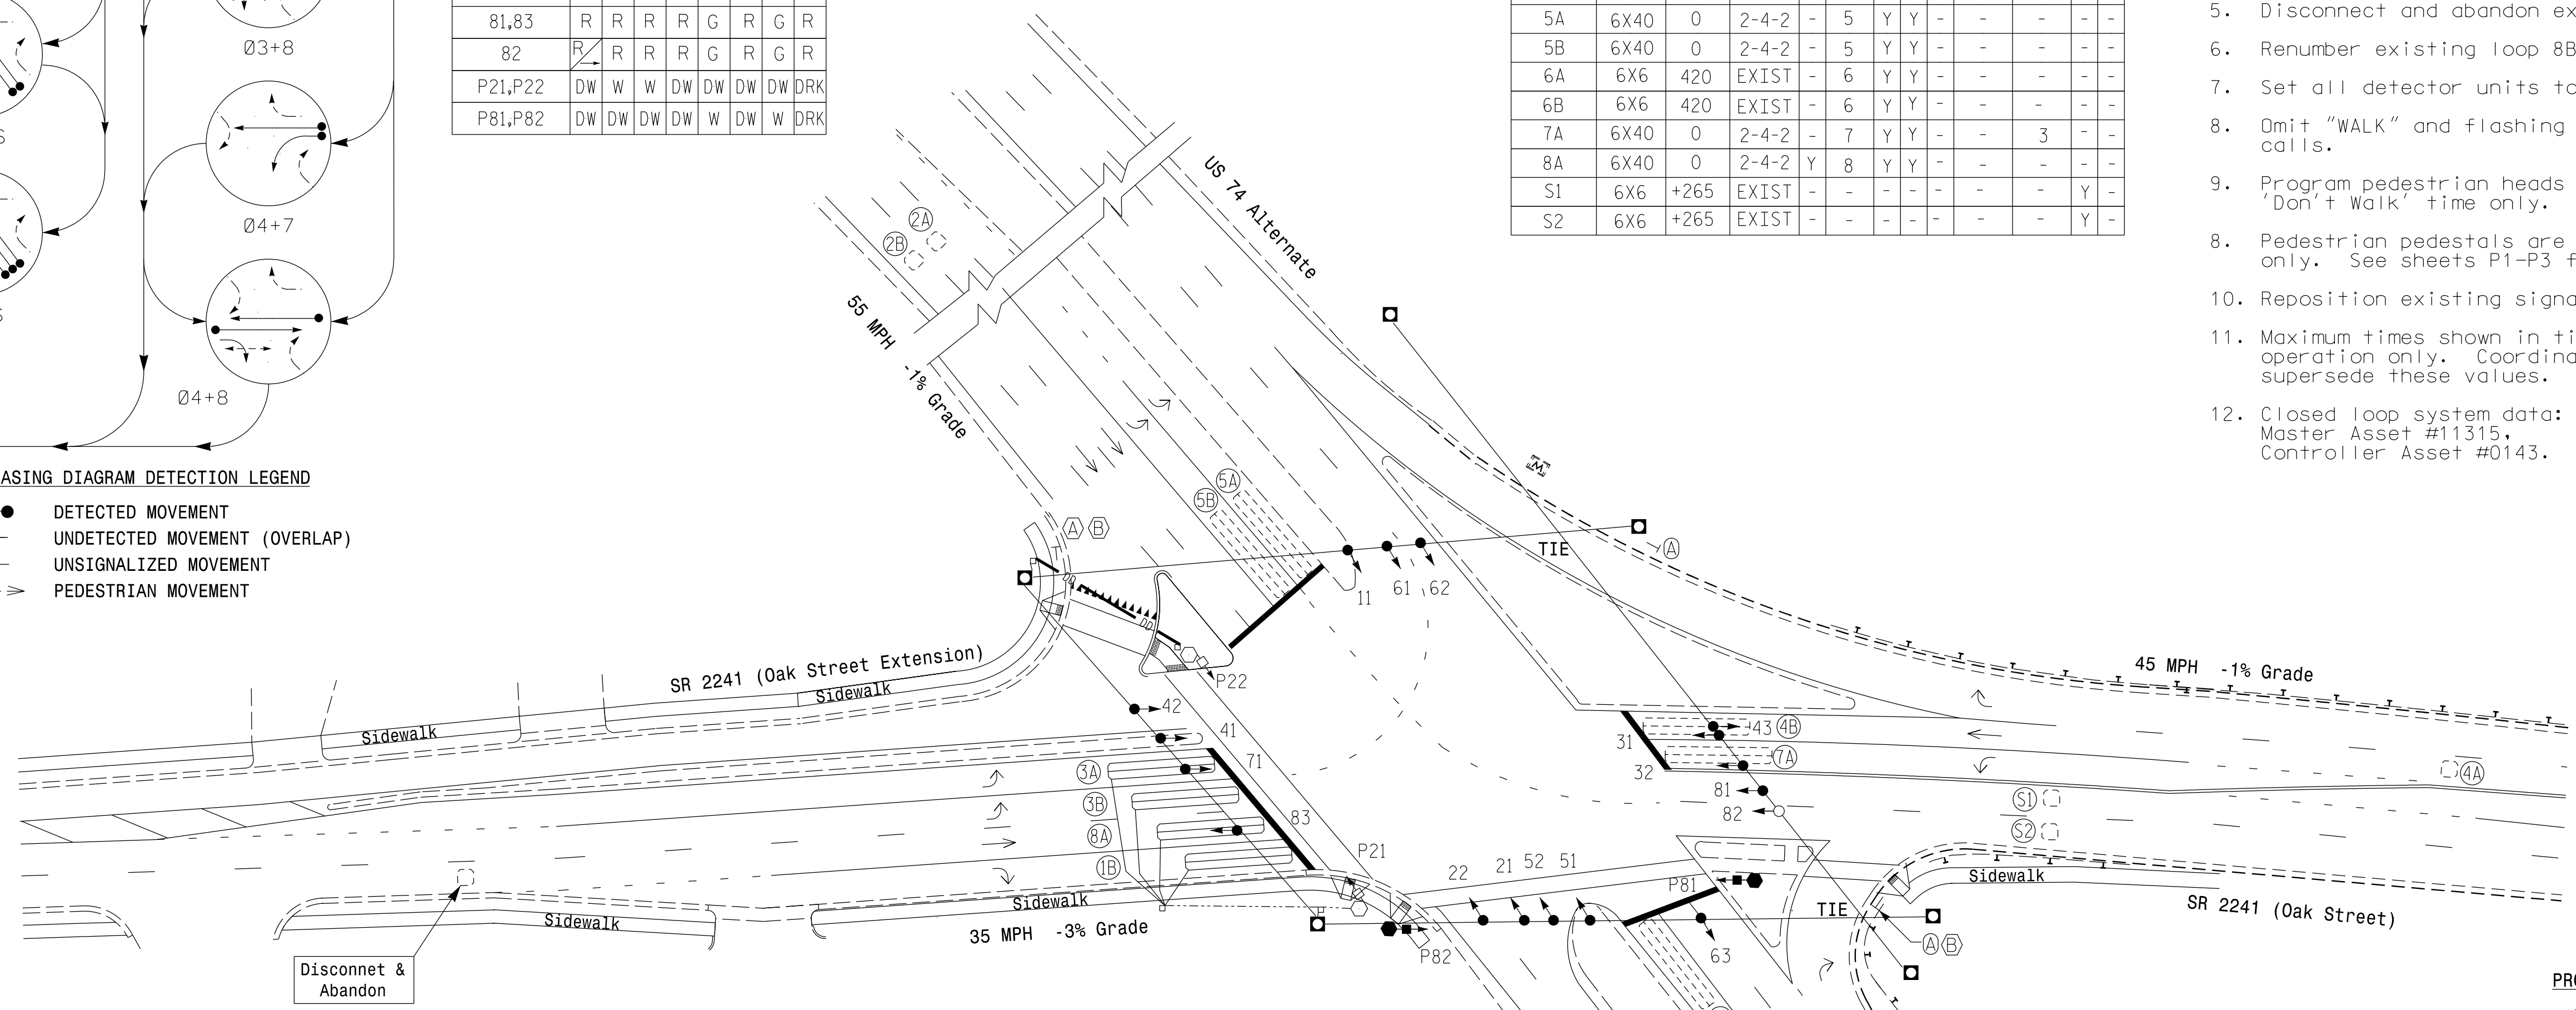 Ø3+8
Ø4+7
Ø4+8
ASING DIAGRAM DETECTION LEGEND
DETECTED MOVEMENT
UNDETECTED MOVEMENT (OVERLAP)
UNSIGNALIZED MOVEMENT
PEDESTRIAN MOVEMENT
81,83 R R R R G R G R
82 R R R R G R G R
P21,P22 DW W W DW DW DW DW DRK
P81,P82 DW DW DW DW W DW W DRK
5A 6X40 0 2-4-2 - 5 Y Y - - - - -
5B 6X40 0 2-4-2 - 5 Y Y - - - - -
6A 6X6 420 EXIST - 6 Y Y - - - - -
6B 6X6 420 EXIST - 6 Y Y - - - - -
7A 6X40 0 2-4-2 - 7 Y Y - - 3 - -
8A 6X40 0 2-4-2 Y 8 Y Y - - - - -
S1 6X6 +265 EXIST - - - - - - - Y -
S2 6X6 +265 EXIST - - - - - - - Y -
5. Disconnect and abandon ex
6. Renumber existing loop 8B
7. Set all detector units to
8. Omit "WALK" and flashing
calls.
9. Program pedestrian heads
'Don't Walk' time only.
8. Pedestrian pedestals are
only. See sheets P1-P3 f
10. Reposition existing signa
11. Maximum times shown in ti
operation only. Coordina
supersede these values.
12. Closed loop system data:
Master Asset #11315,
Controller Asset #0143.
US 74 Alternate
2A
2B
55 MPH -1% Grade
5A
5B
A B
11
61 62
TIE
A
P22
SR 2241 (Oak Street Extension)
Sidewalk
Sidewalk
45 MPH -1% Grade
42
41
71
83
43 4B
31
32
7A
81
82
3A
3B
8A
1B
S1
S2
4A
P21
22 21 52 51
P81
63
P82
TIE
A B
Sidewalk
Sidewalk
Sidewalk
35 MPH -3% Grade
SR 2241 (Oak Street)
Disconnet &
Abandon
PRO